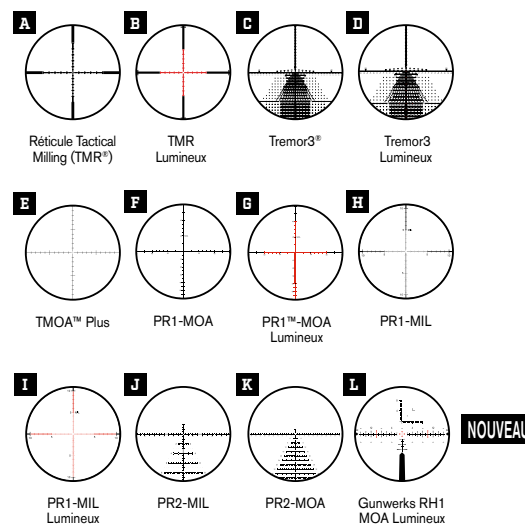 A B C D
Réticule Tactical
Milling (TMR®)
TMR
Lumineux
Tremor3®
Tremor3
Lumineux
E F G H
TMOA™ Plus
PR1-MOA
PR1™-MOA
Lumineux
PR1-MIL
I J K L
NOUVEAU
PR1-MIL
Lumineux
PR2-MIL
PR2-MOA
Gunwerks RH1
MOA Lumineux